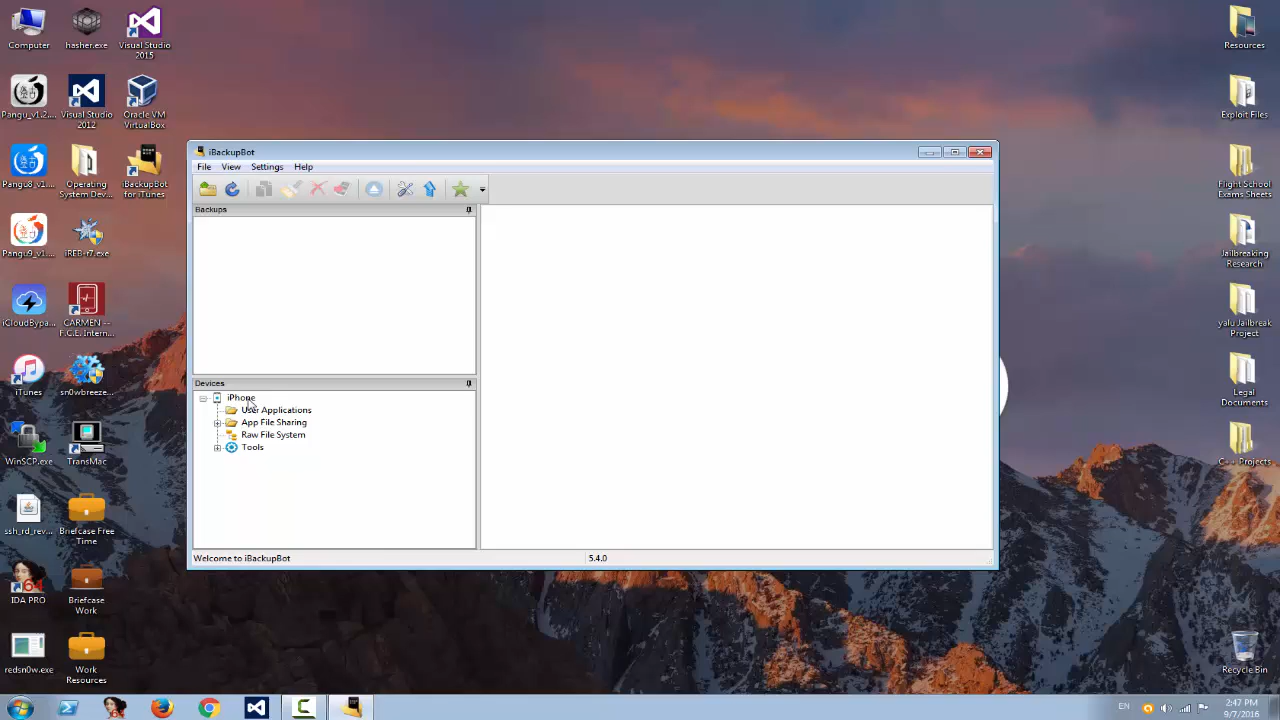 Computer
hasher.exe
Visual Studio
2015
Pangu_v1.2....
Visual Studio
2012
Oracle VM
VirtualBox
Pangu8_v1....
Operating
System Dev...
iBackupBot
for iTunes
Pangu9_v1....
iREB-r7.exe
iCloudBypa...
CARMEN --
F.C.E. Intern...
iTunes
sn0wbreeze...
WinSCP.exe
TransMac
ssh_rd_rev...
Briefcase Free
Time
64
IDA PRO
Briefcase
Work
redsn0w.exe
Work
Resources
iBackupBot
File View Settings Help
Backups
Devices
iPhone
User Applications
App File Sharing
Raw File System
Tools
Welcome to iBackupBot
5.4.0
Resources
Exploit Files
Flight School
Exams Sheets
Jailbreaking
Research
yalu Jailbreak
Project
Legal
Documents
C++ Projects
Recycle Bin
EN
2:47 PM
9/7/2016